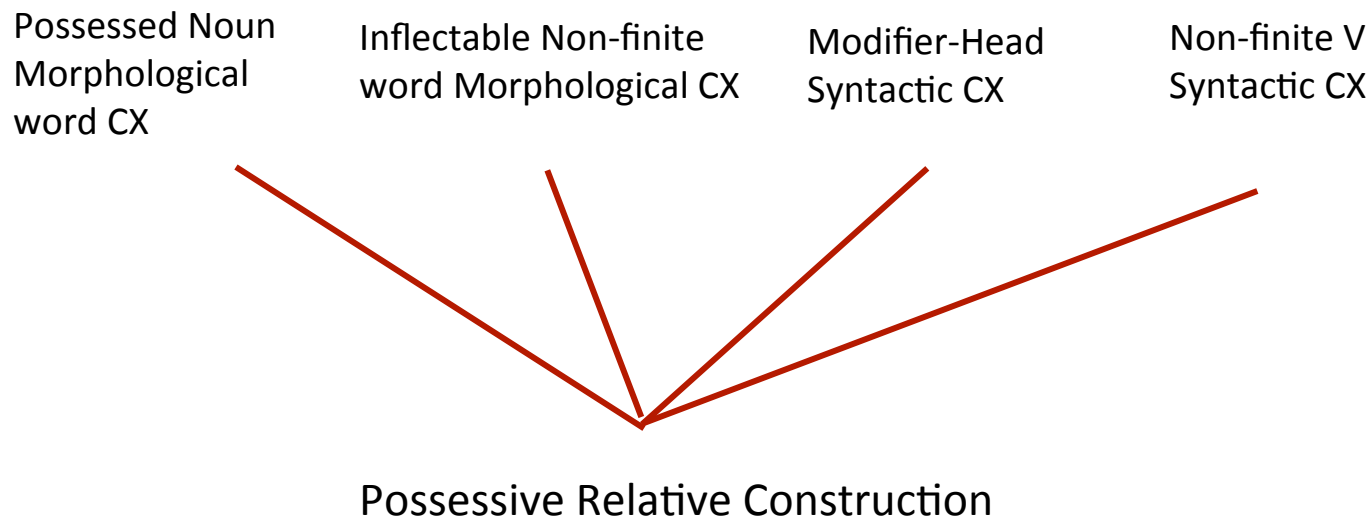 Possessed Noun
Morphological
word CX
Inflectable Non-finite
word Morphological CX
Modifier-Head
Syntactic CX
Non-finite V
Syntactic CX
Possessive Relative Construction